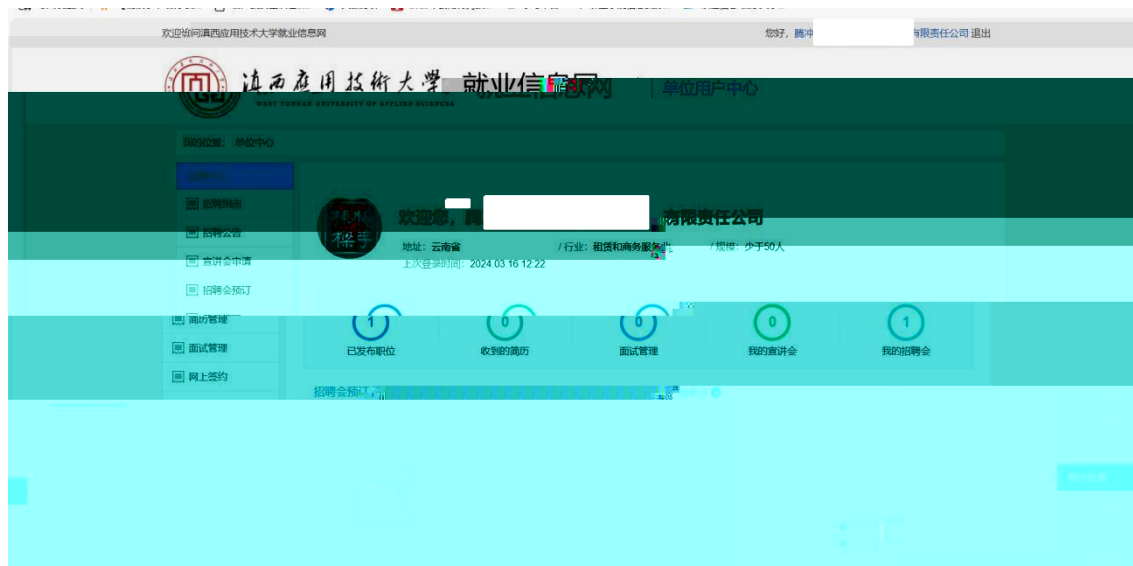 欢迎访问滇西应用技术大学就业信息网
您好，腾冲 有限责任公司 退出
滇西应用技术大学 就业信息网 单位用户中心
WEST YUNNAN UNIVERSITY OF APPLIED SCIENCES
我的位置： 单位中心
招聘公告
宣讲会申请
招聘会预订
简历管理
面试管理
网上签约
欢迎您， 有限责任公司
地址：云南省 /行业：租赁和商务服务业 /规模：少于50人
上次登录时间：2024 03 16 12:22
1 0 0 0 1
已发布职位 收到的简历 面试管理 我的宣讲会 我的招聘会
招聘会预订